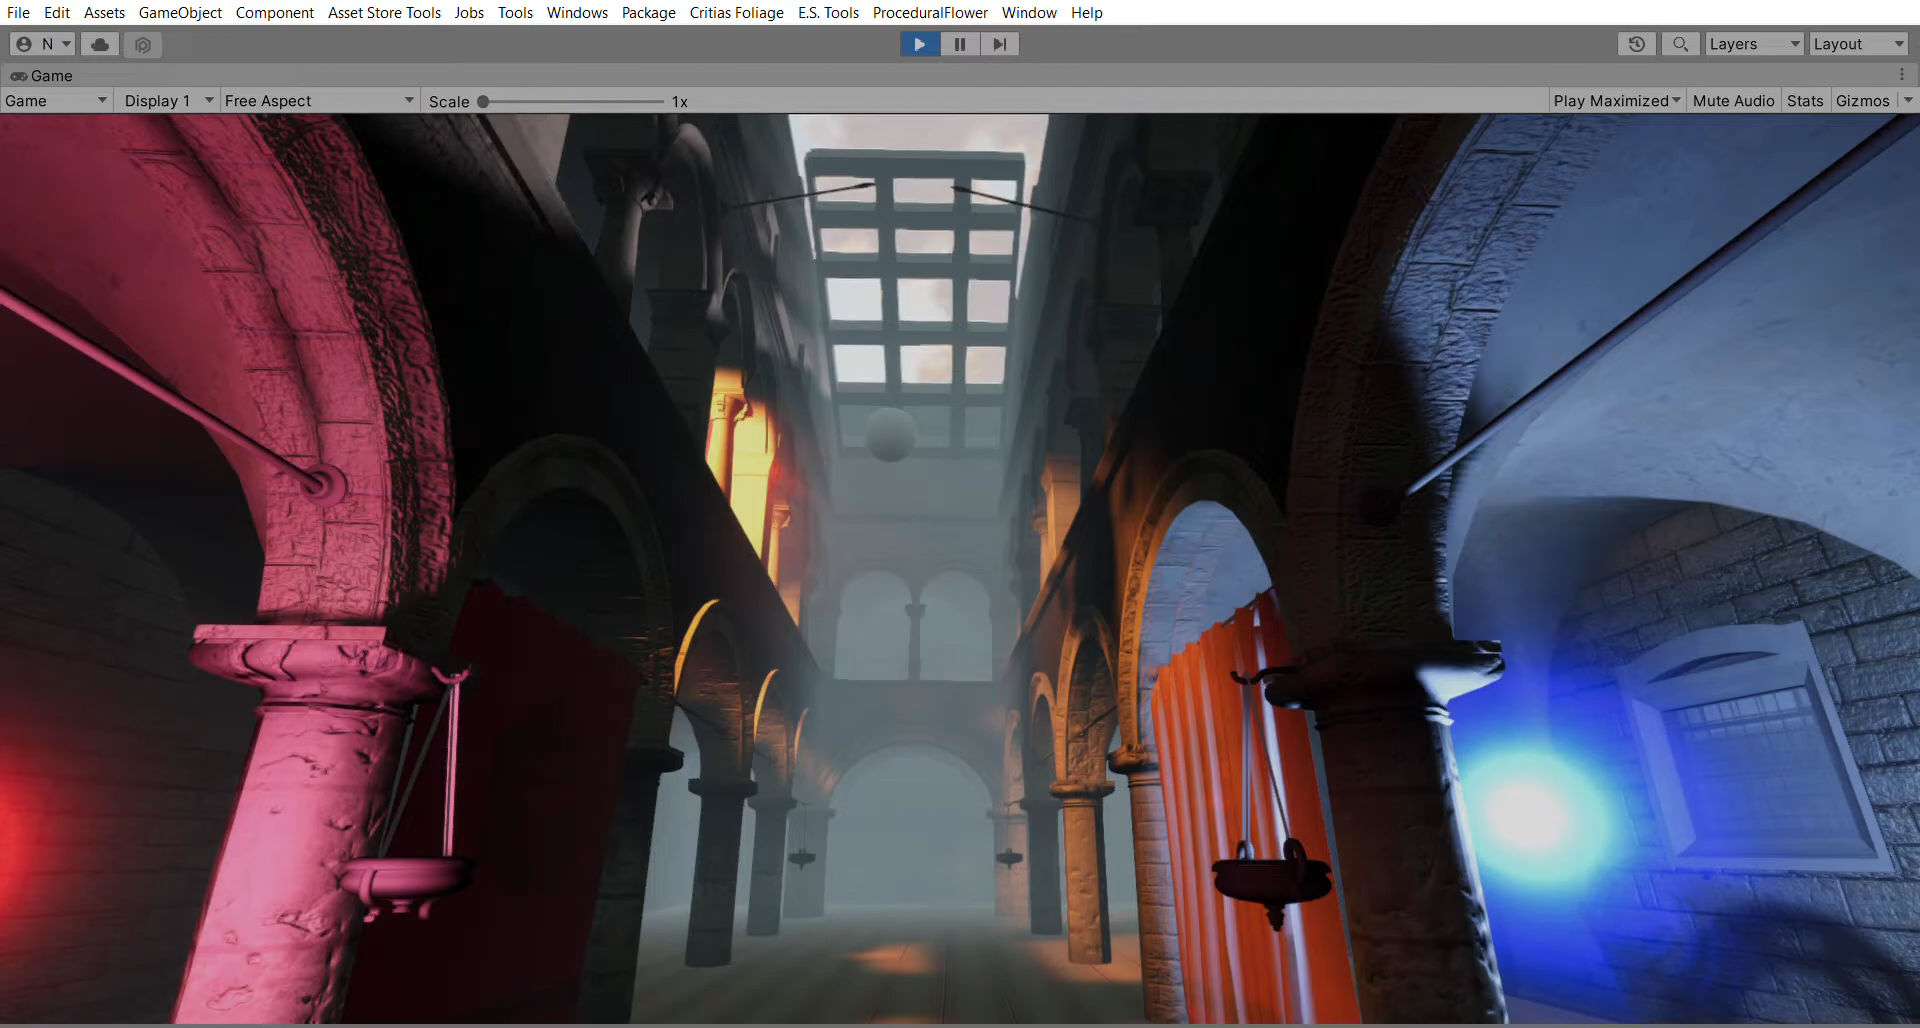 File Edit Assets GameObject Component Asset Store Tools Jobs Tools Windows Package Critias Foliage E.S. Tools ProceduralFlower Window Help
N Layers Layout
Game
Game Display 1 Free Aspect Scale 1x Play Maximized Mute Audio Stats Gizmos